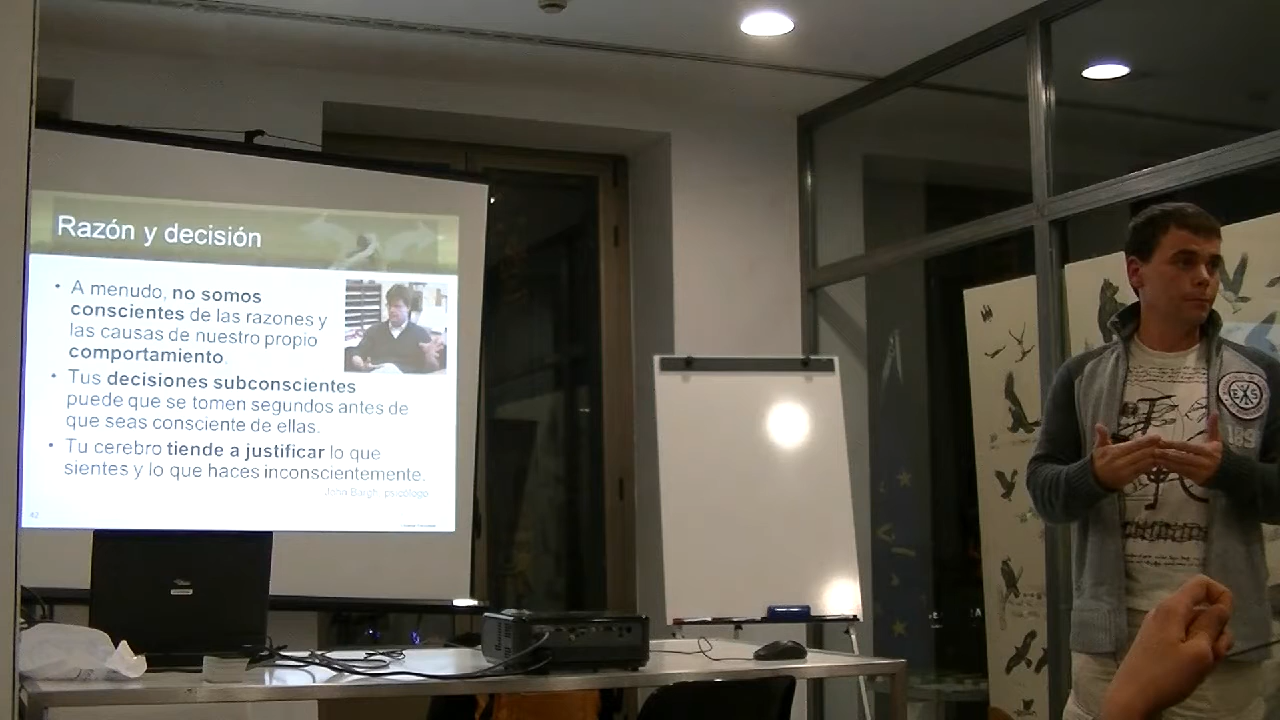 Razón y decisión
• A menudo, no somos
conscientes de las razones y
las causas de nuestro propio
comportamiento.
• Tus decisiones subconscientes
puede que se tomen segundos antes de
que seas consciente de ellas.
• Tu cerebro tiende a justificar lo que
sientes y lo que haces inconscientemente.
John Bargh, psicólogo
42
189